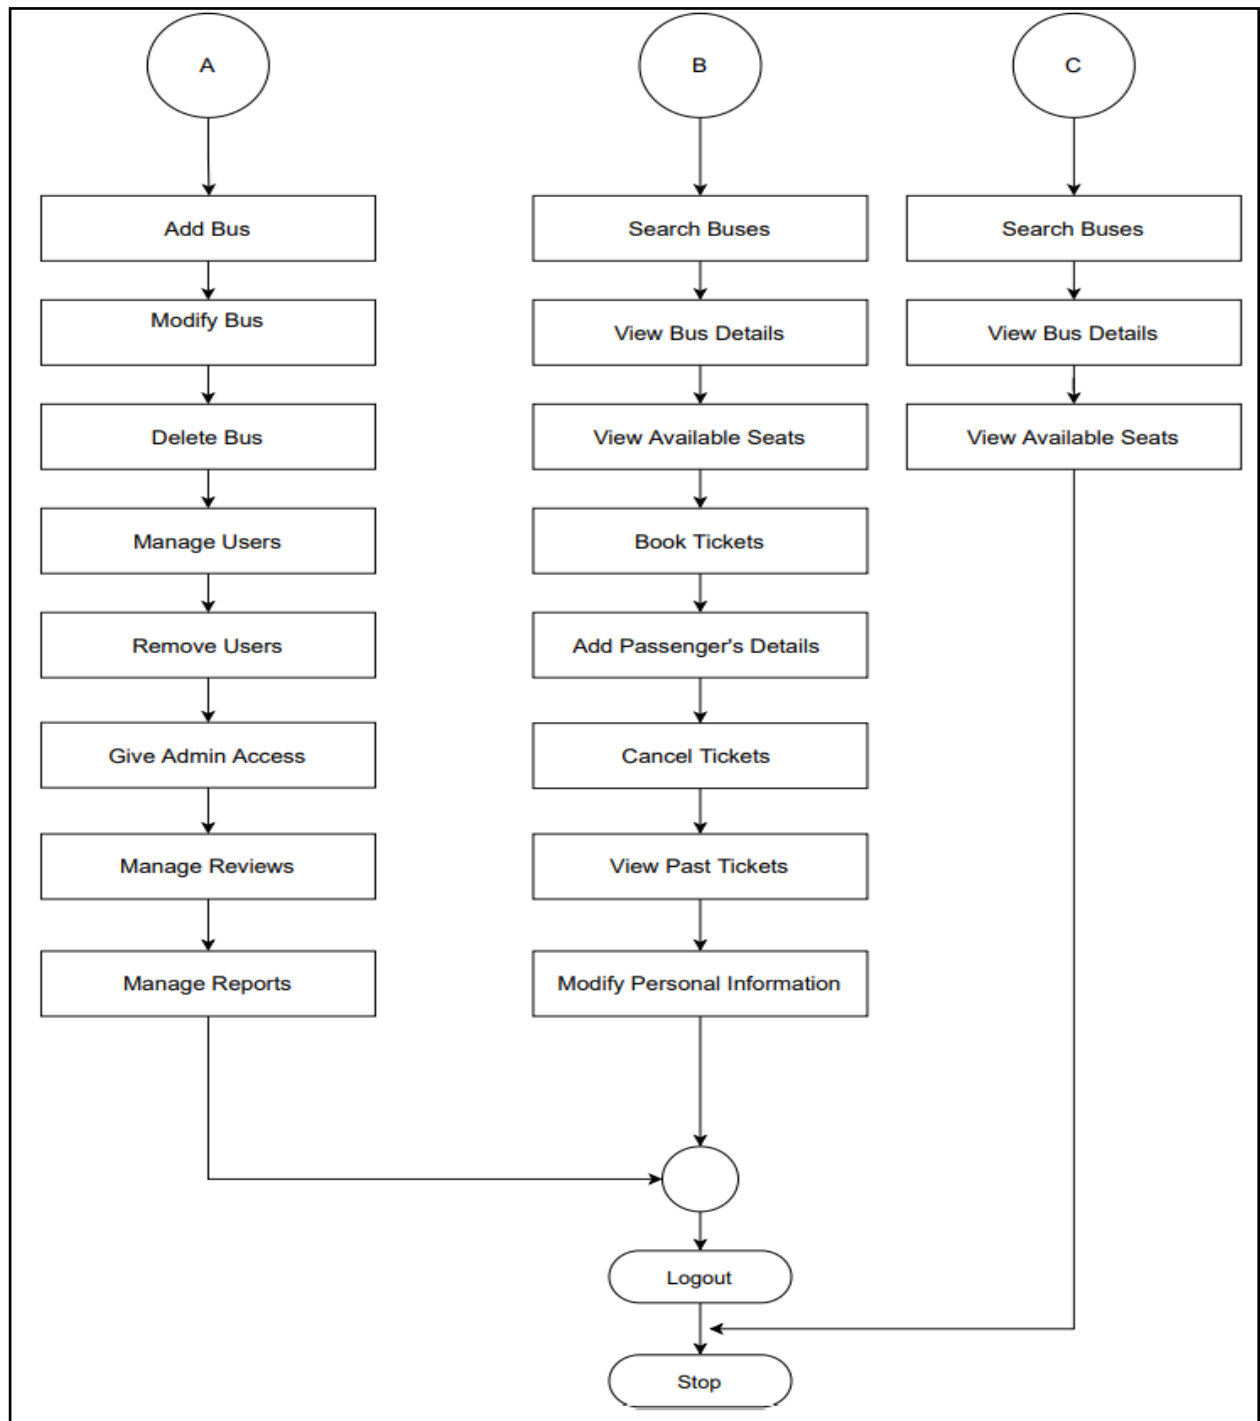 A
B
C
Add Bus
Search Buses
Search Buses
Modify Bus
View Bus Details
View Bus Details
Delete Bus
View Available Seats
View Available Seats
Manage Users
Book Tickets
Remove Users
Add Passenger's Details
Give Admin Access
Cancel Tickets
Manage Reviews
View Past Tickets
Manage Reports
Modify Personal Information
Logout
Stop